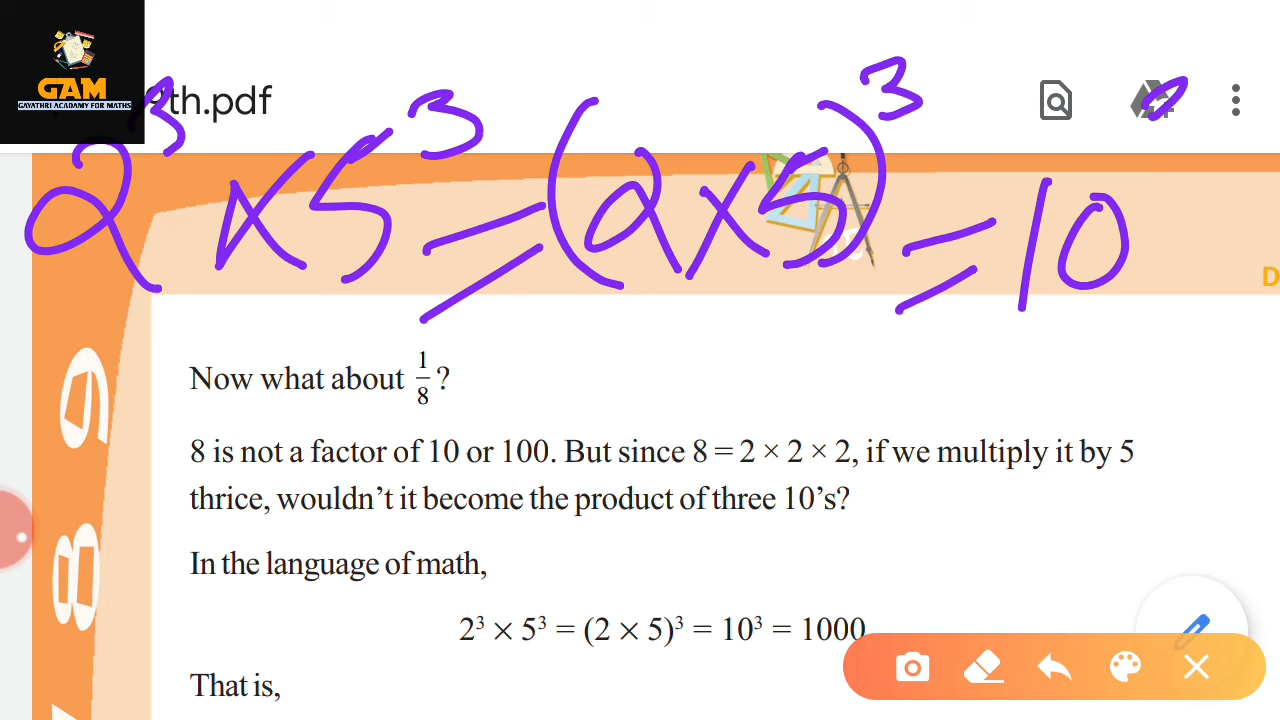 GAM
GAYATHRI ACADEMY FOR MATHS
9th.pdf
2³ × 5³ = (2 × 5)³ = 10
D
789
Now what about 1/8?
8 is not a factor of 10 or 100. But since 8 = 2 × 2 × 2, if we multiply it by 5
thrice, wouldn't it become the product of three 10's?
In the language of math,
2³ × 5³ = (2 × 5)³ = 10³ = 1000
That is,